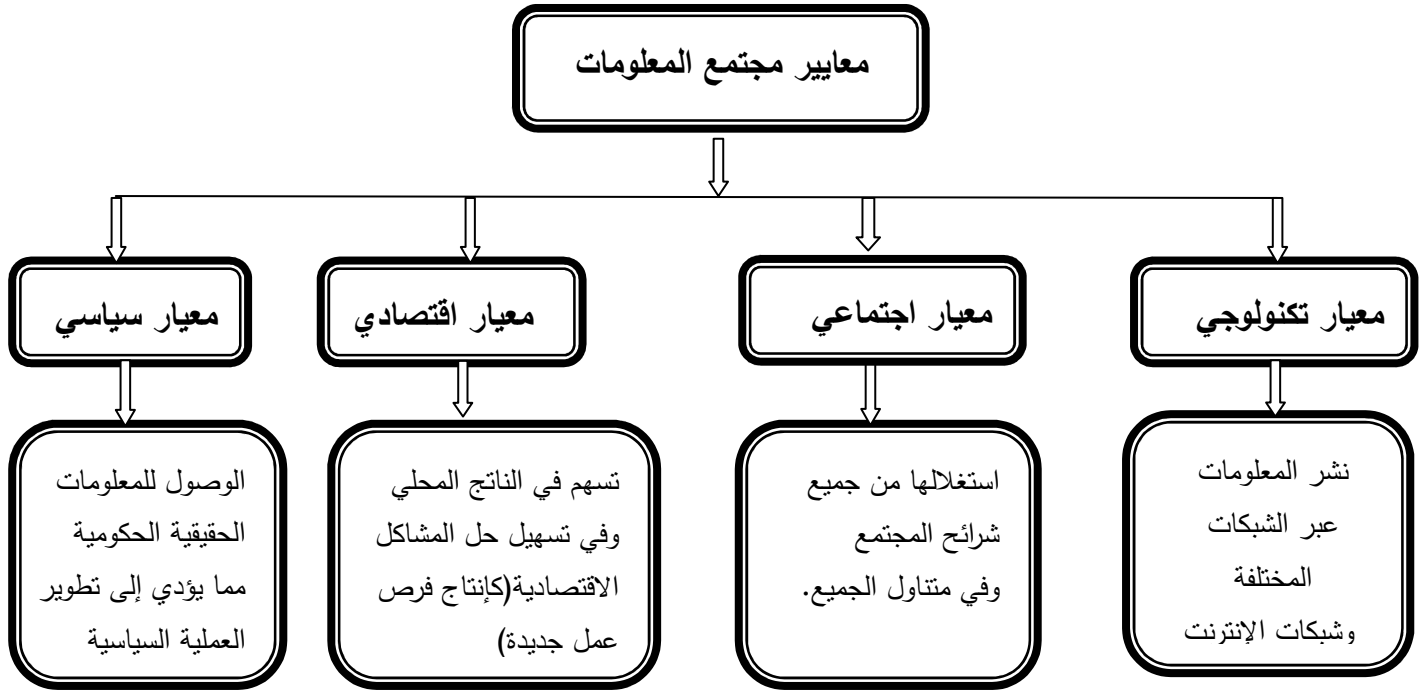 معايير مجتمع المعلومات
معيار تكنولوجي
معيار اجتماعي
معيار اقتصادي
معيار سياسي
نشر المعلومات
عبر الشبكات
المختلفة
وشبكات الإنترنت
استغلالها من جميع
شرائح المجتمع
وفي متناول الجميع.
تسهم في الناتج المحلي
وفي تسهيل حل المشاكل
الاقتصادية(كإنتاج فرص
عمل جديدة)
الوصول للمعلومات
الحقيقية الحكومية
مما يؤدي إلى تطوير
العملية السياسية